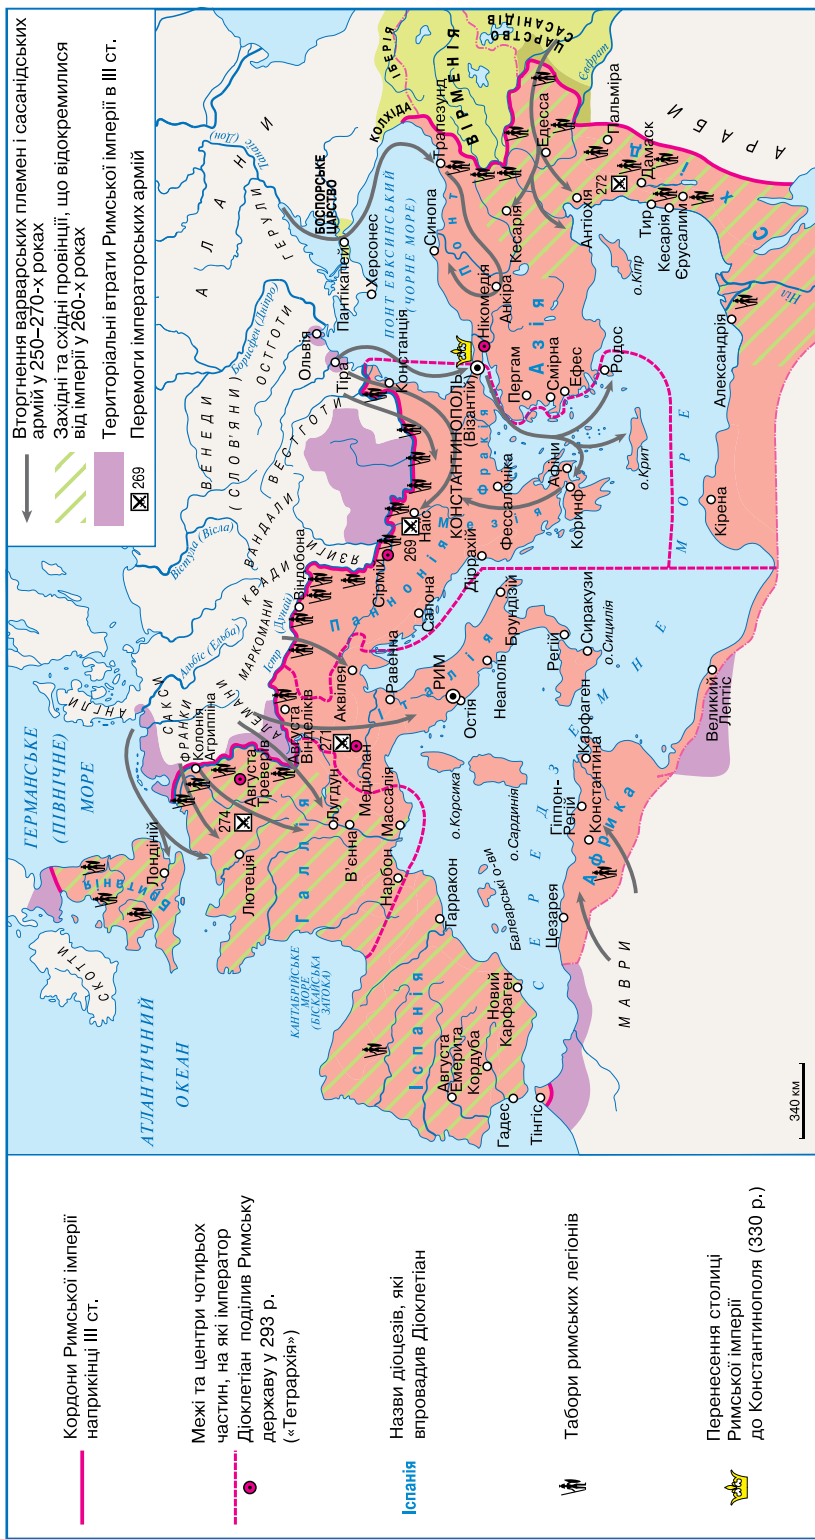 Вторгнення варварських племен і сасанідських
армій у 250–270-х роках
Західні та східні провінції, що відокремилися
від імперії у 260-х роках
Територіальні втрати Римської імперії в III ст.
269 Перемоги імператорських армій
Кордони Римської імперії
наприкінці III ст.
Межі та центри чотирьох
частин, на які імператор
Діоклетіан поділив Римську
державу у 293 р.
(«Тетрархія»)
Іспанія
Назви діоцезів, які
впровадив Діоклетіан
Табори римських легіонів
Перенесення столиці
Римської імперії
до Константинополя (330 р.)
340 км
АТЛАНТИЧНИЙ
ОКЕАН
ГЕРМАНСЬКЕ
(ПІВНІЧНЕ)
МОРЕ
КАНТАБРІЙСЬКЕ
МОРЕ
(БІСКАЙСЬКА
ЗАТОКА)
СКОТТИ
Британія
Лондіній
АНГЛИ
САКСИ
ФРАНКИ
Колонія
Агриппіна
АЛЕМАНИ
МАРКОМАНИ
КВАДИ
ВАНДАЛИ
ЯЗИГИ
Альбіс (Ельба)
Вістула (Вісла)
Істр (Дунай)
ВЕНЕДИ
(СЛОВ'ЯНИ)
ВЕСТГОТИ
ОСТГОТИ
Борисфен (Дніпро)
ГЕРУЛИ
АЛАНИ
Танаїс (Дон)
БОСПОРСЬКЕ
ЦАРСТВО
Пантікапей
Херсонес
Ольвія
Тіра
Констанція
ПОНТ ЕВКСИНСЬКИЙ
(ЧОРНЕ МОРЕ)
КОЛХІДА
ІБЕРІЯ
ВІРМЕНІЯ
ЦАРСТВО
САСАНІДІВ
Євфрат
АРАБИ
Трапезунд
Синопа
Понт
Едесса
Пальміра
Кесарія
Антіохія
272
Дамаск
Тир
Кесарія
Єрусалим
Схід
Ніл
Александрія
о.Кіпр
Нікомедія
Анкіра
Азія
Пергам
Смірна
Ефес
Родос
КОНСТАНТИНОПОЛЬ
(Візантій)
Фракія
Фессалоніка
Афіни
Коринф
о.Крит
Кірена
Мезія
Наіс
269
Сірмій
Діррахій
Віндобона
Паннонія
Салона
Італія
Равенна
Аквілея
РИМ
Остія
Неаполь
Брундізій
Регій
Сиракузи
о.Сицилія
Августа
Вінделіків
271
Медіолан
274
Августа
Треверів
Лютеція
Галлія
Лугдун
В'єнна
Массалія
Нарбон
Тарракон
Іспанія
Августа
Емерита
Кордуба
Новий
Карфаген
Гадес
Тінгіс
Балеарські о-ви
о.Корсика
о.Сардинія
СЕРЕДЗЕМНЕ
МОРЕ
Цезарея
Африка
Гіппон-
Регій
Константина
Карфаген
Великий
Лептіс
МАВРИ